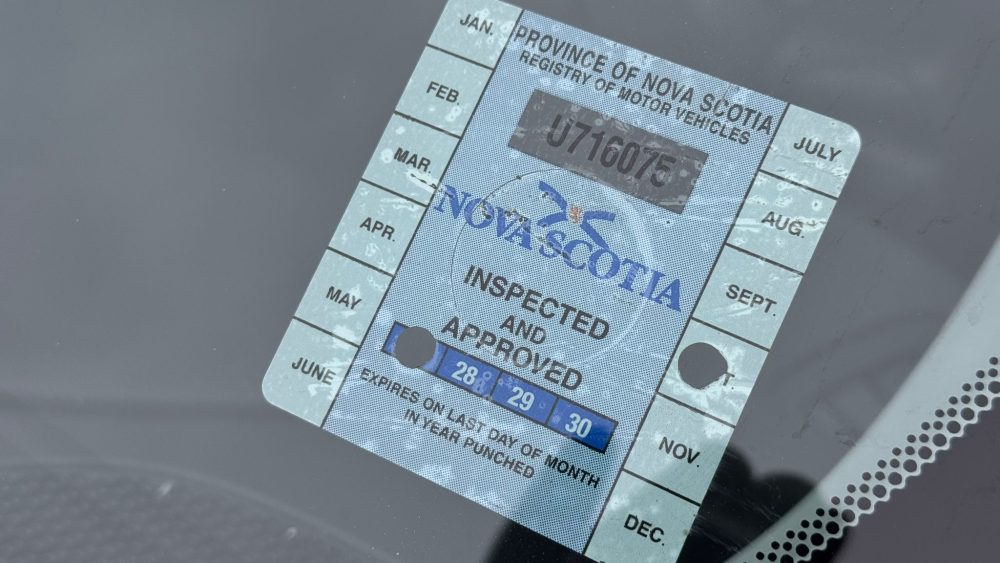 PROVINCE OF NOVA SCOTIA
REGISTRY OF MOTOR VEHICLES
U716075
NOVA SCOTIA
INSPECTED
AND
APPROVED
28 29 30
EXPIRES ON LAST DAY OF MONTH
IN YEAR PUNCHED
JAN.
FEB.
MAR.
APR.
MAY
JUNE
JULY
AUG.
SEPT.
T.
NOV.
DEC.